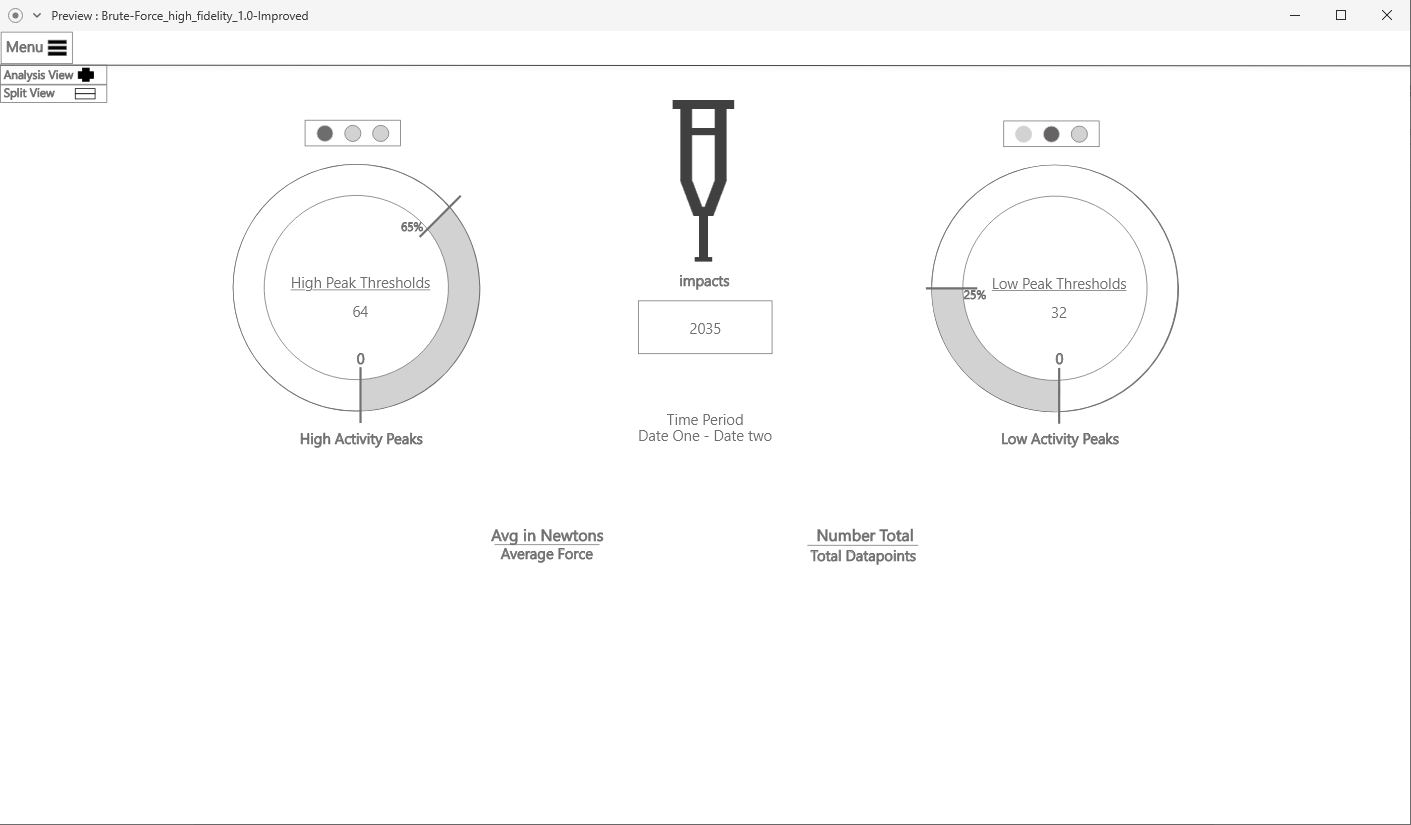 Preview : Brute-Force_high_fidelity_1.0-Improved
Menu
Analysis View
Split View
65%
High Peak Thresholds
64
0
High Activity Peaks
impacts
2035
Time Period
Date One - Date two
25%
Low Peak Thresholds
32
0
Low Activity Peaks
Avg in Newtons
Average Force
Number Total
Total Datapoints